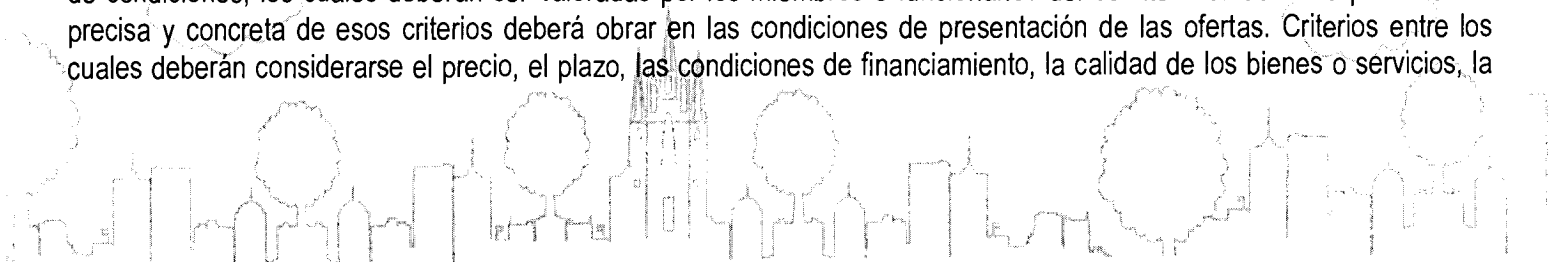 precisa y concreta de esos criterios deberá obrar en las condiciones de presentación de las ofertas. Criterios entre los
cuales deberán considerarse el precio, el plazo, las condiciones de financiamiento, la calidad de los bienes o servicios, la